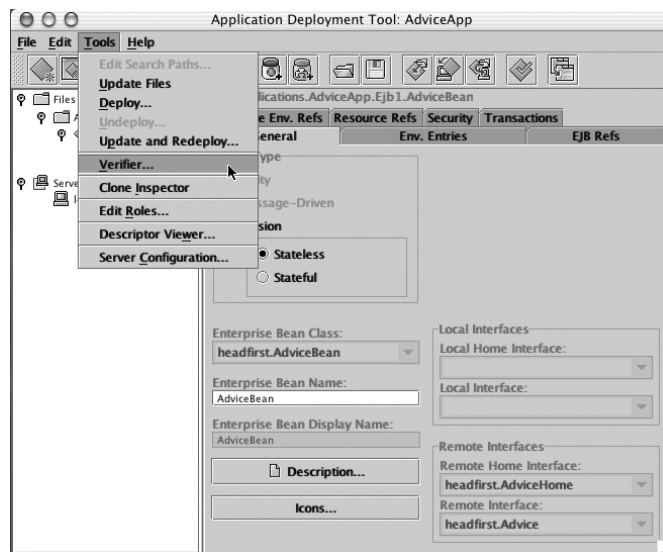 Application Deployment Tool: AdviceApp
File Edit Tools Help
Edit Search Paths...
Update Files
Deploy...
Undeploy...
Update and Redeploy...
Verifier...
Clone Inspector
Edit Roles...
Descriptor Viewer...
Server Configuration...
Files
A
Serve
lications.AdviceApp.Ejb1.AdviceBean
e Env. Refs Resource Refs Security Transactions
eneral Env. Entries EJB Refs
ype
ity
ssage-Driven
sion
Stateless
Stateful
Enterprise Bean Class:
headfirst.AdviceBean
Enterprise Bean Name:
AdviceBean
Enterprise Bean Display Name:
AdviceBean
Description...
Icons...
Local Interfaces
Local Home Interface:
Local Interface:
Remote Interfaces
Remote Home Interface:
headfirst.AdviceHome
Remote Interface:
headfirst.Advice